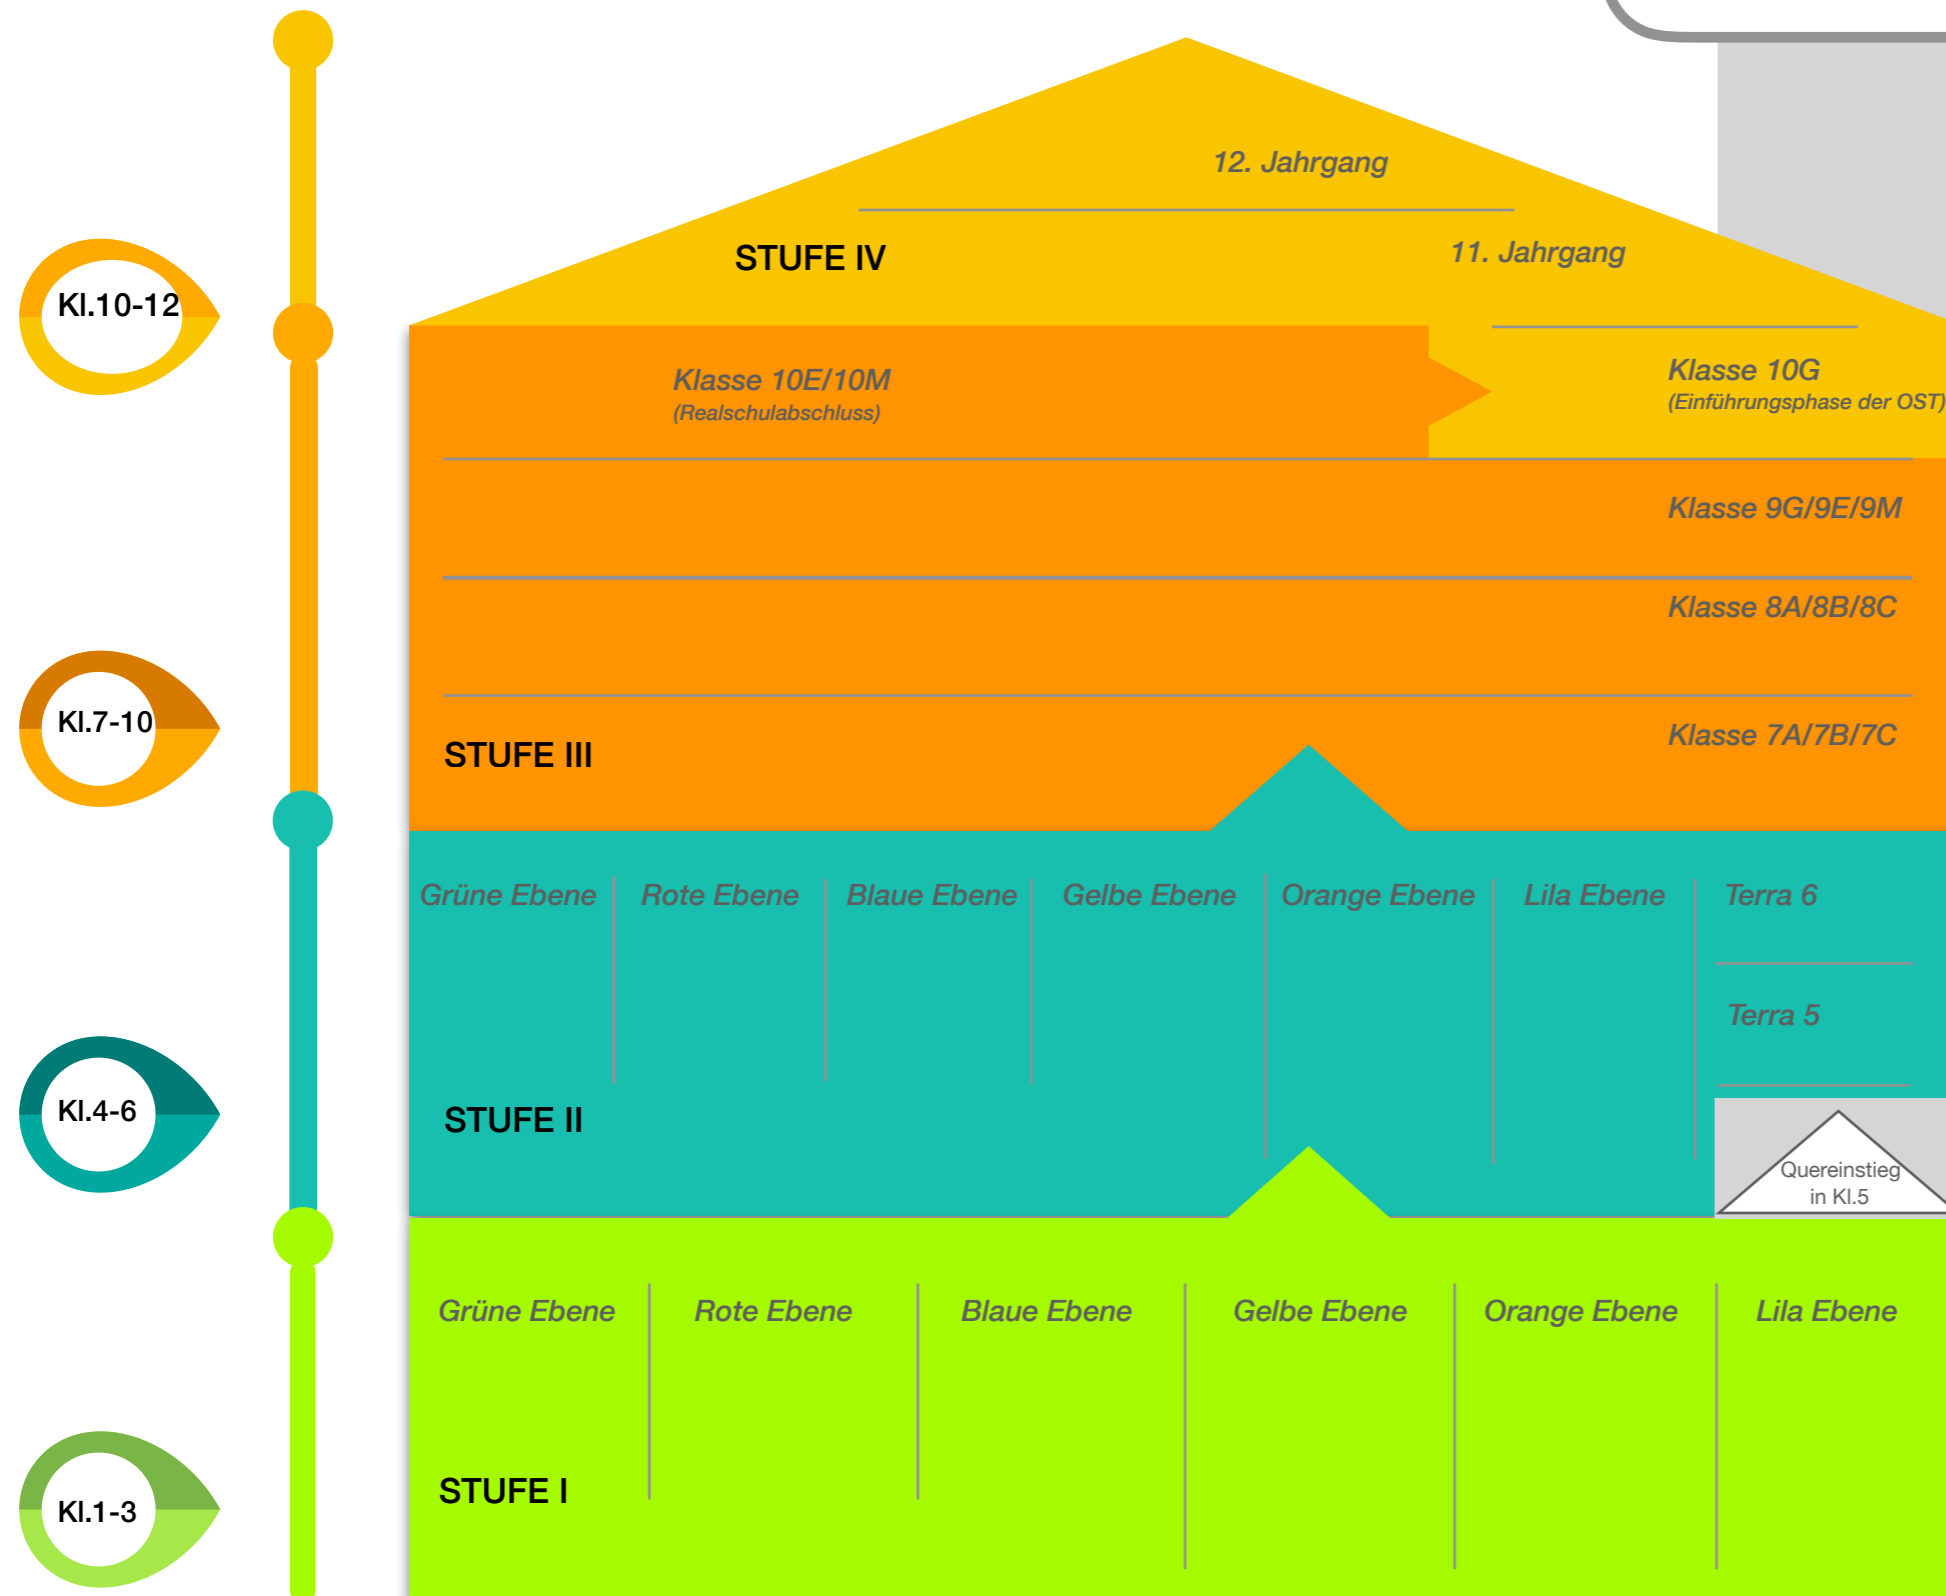 12. Jahrgang
STUFE IV
11. Jahrgang
Kl.10-12
Klasse 10E/10M
(Realschulabschluss)
Klasse 10G
(Einführungsphase der OST)
Klasse 9G/9E/9M
Klasse 8A/8B/8C
Kl.7-10
STUFE III
Klasse 7A/7B/7C
Grüne Ebene
Rote Ebene
Blaue Ebene
Gelbe Ebene
Orange Ebene
Lila Ebene
Terra 6
Terra 5
Kl.4-6
STUFE II
Quereinstieg
in Kl.5
Grüne Ebene
Rote Ebene
Blaue Ebene
Gelbe Ebene
Orange Ebene
Lila Ebene
STUFE I
Kl.1-3